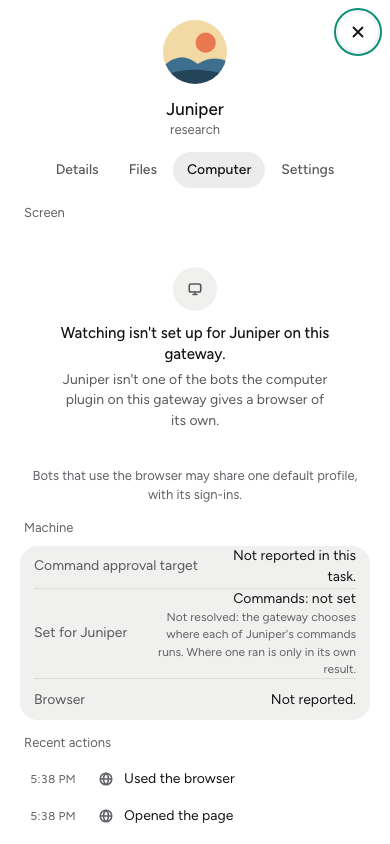 Juniper
research
Details Files Computer Settings
Screen
Watching isn't set up for Juniper on this
gateway.
Juniper isn't one of the bots the computer
plugin on this gateway gives a browser of
its own.
Bots that use the browser may share one default profile,
with its sign-ins.
Machine
Command approval target Not reported in this
task.
Commands: not set
Set for Juniper Not resolved: the gateway chooses
where each of Juniper's commands
runs. Where one ran is only in its own
result.
Browser Not reported.
Recent actions
5:38 PM Used the browser
5:38 PM Opened the page